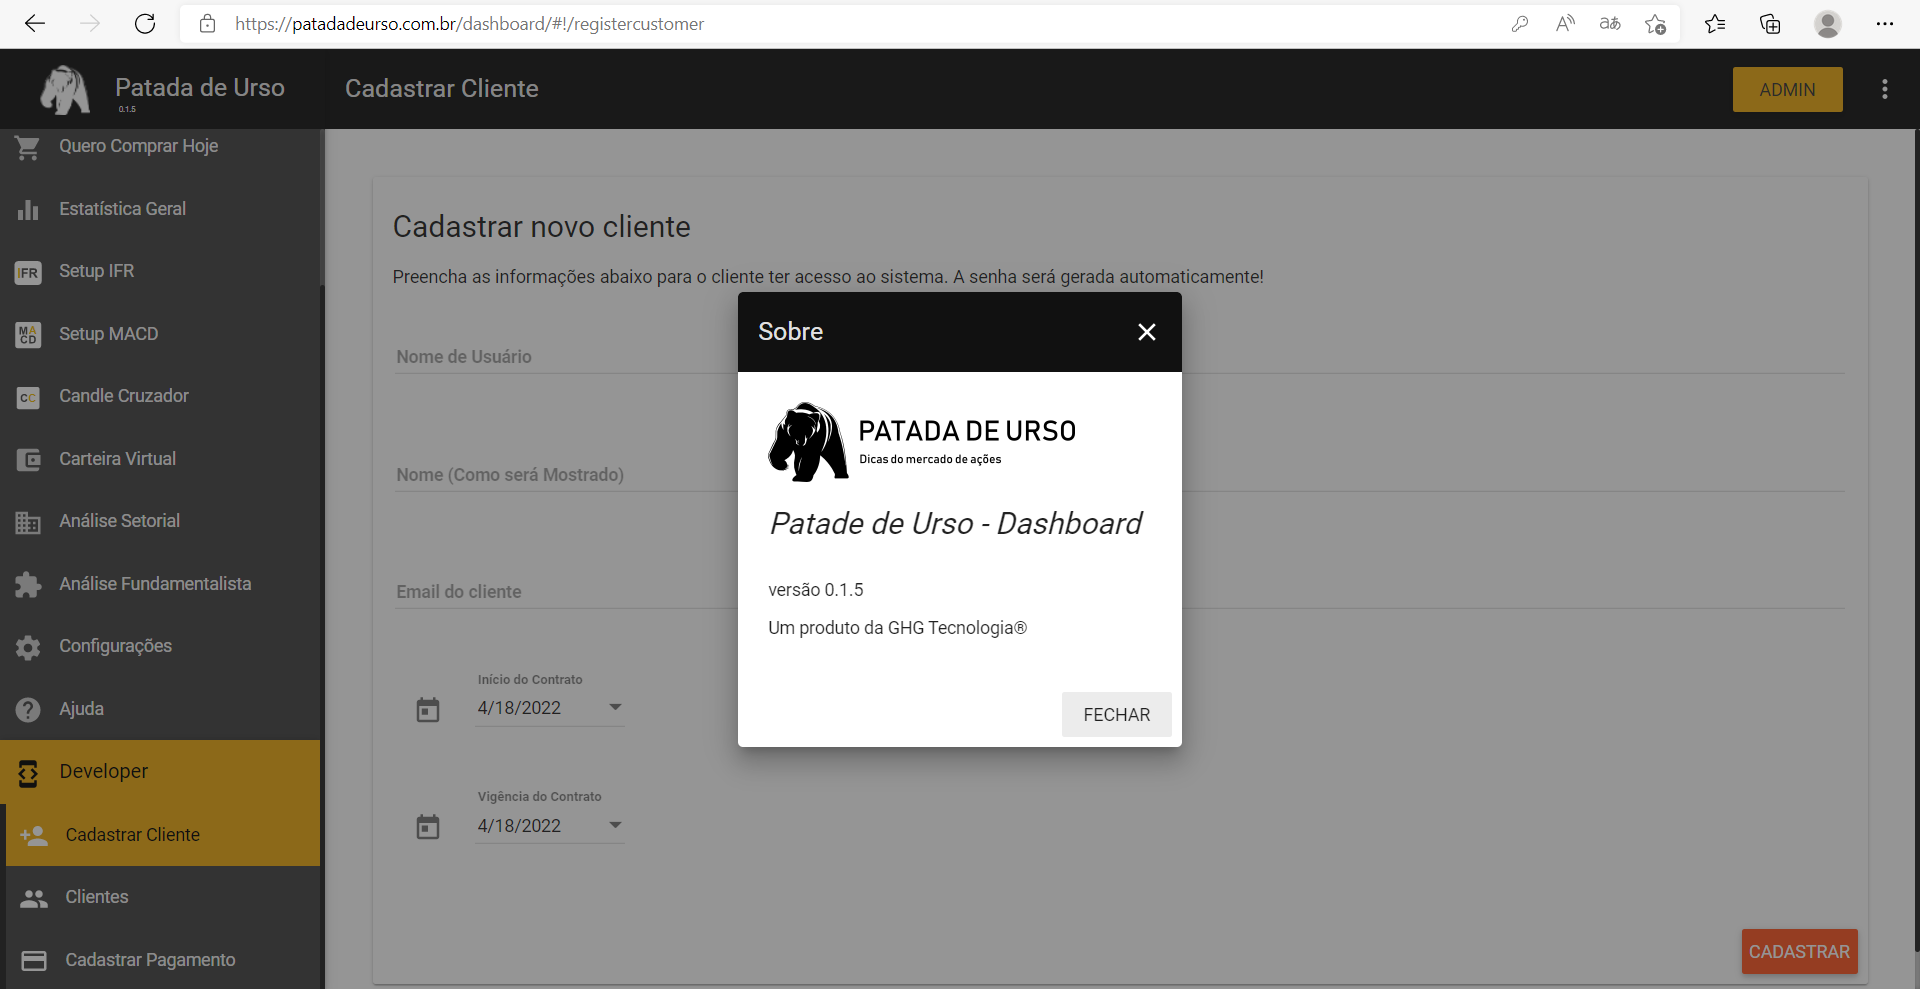 https://patadadeurso.com.br/dashboard/#!/registercustomer
Patada de Urso
0.1.5
Cadastrar Cliente
ADMIN
Quero Comprar Hoje
Estatística Geral
IFR Setup IFR
MACD Setup MACD
CC Candle Cruzador
Carteira Virtual
Análise Setorial
Análise Fundamentalista
Configurações
Ajuda
Developer
Cadastrar Cliente
Clientes
Cadastrar Pagamento
Cadastrar novo cliente
Preencha as informações abaixo para o cliente ter acesso ao sistema. A senha será gerada automaticamente!
Nome de Usuário
Nome (Como será Mostrado)
Email do cliente
Início do Contrato
4/18/2022
Vigência do Contrato
4/18/2022
CADASTRAR
Sobre
PATADA DE URSO
Dicas do mercado de ações
Patade de Urso - Dashboard
versão 0.1.5
Um produto da GHG Tecnologia®
FECHAR